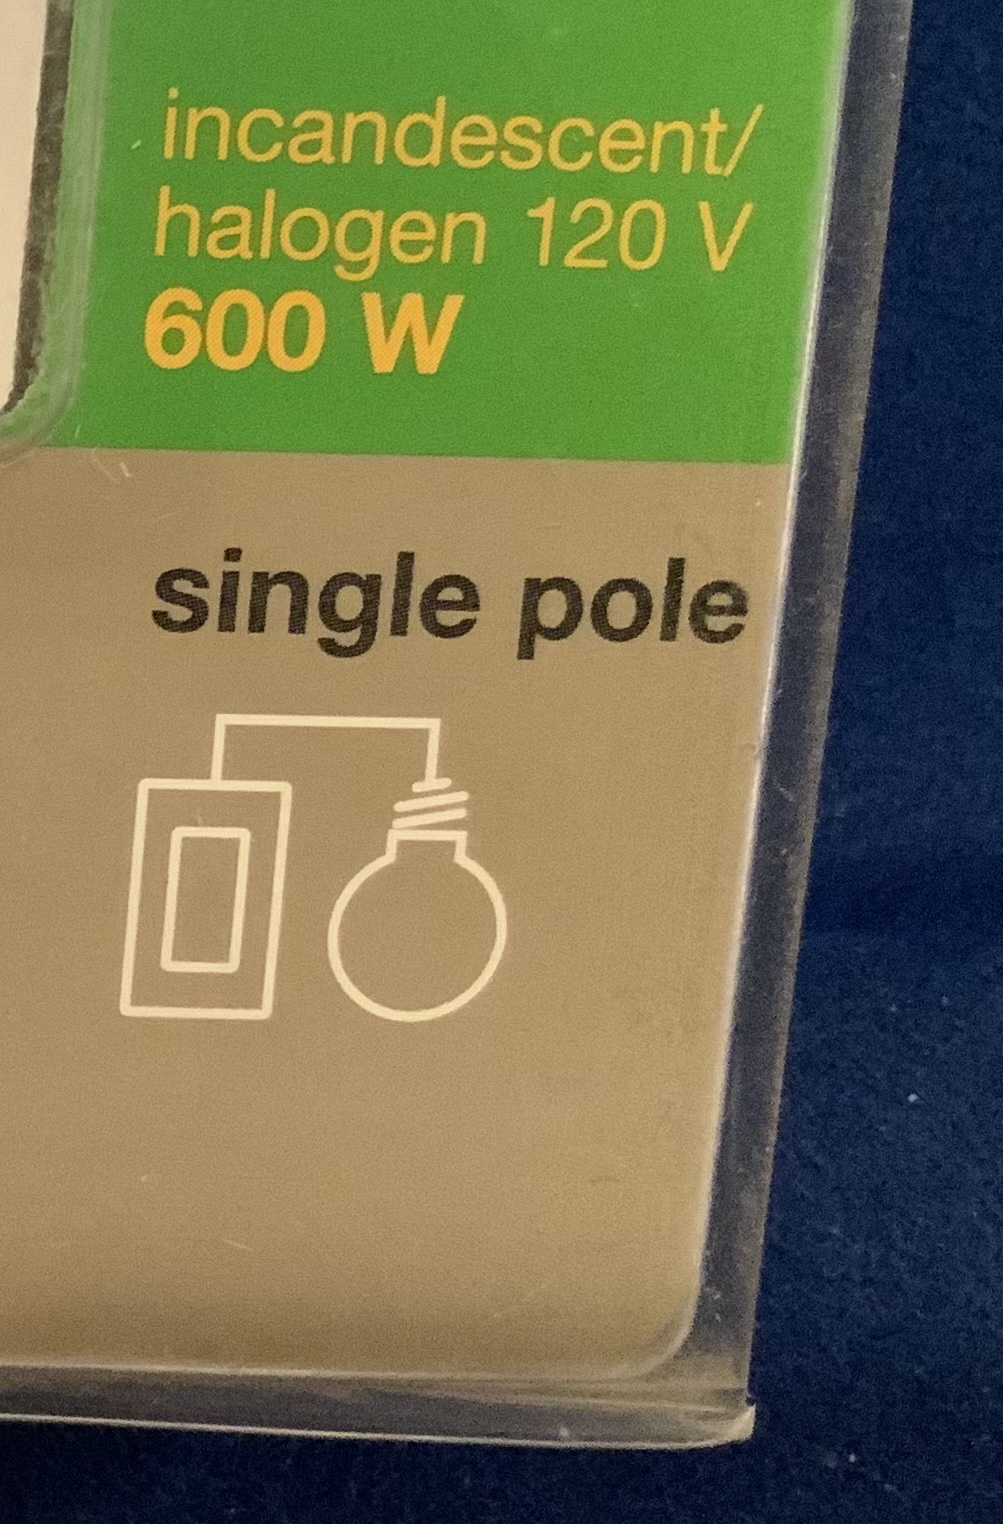 incandescent/
halogen 120 V
600 W
single pole